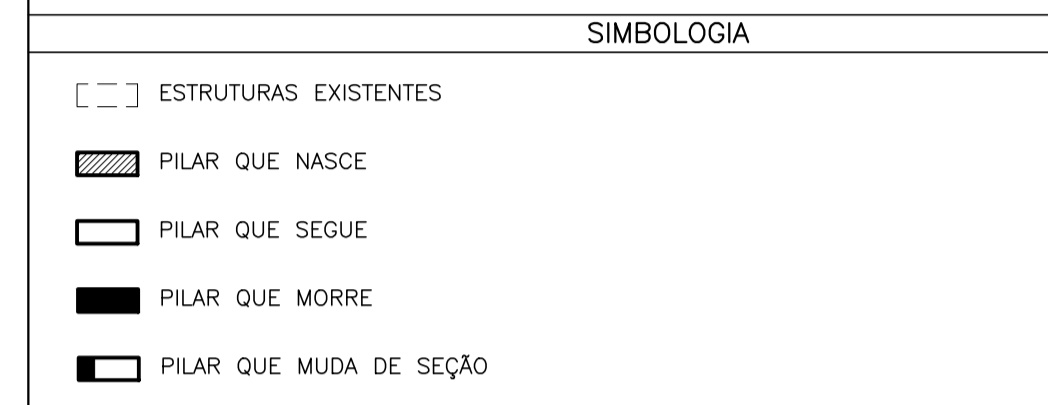 SIMBOLOGIA
ESTRUTURAS EXISTENTES
PILAR QUE NASCE
PILAR QUE SEGUE
PILAR QUE MORRE
PILAR QUE MUDA DE SEÇÃO